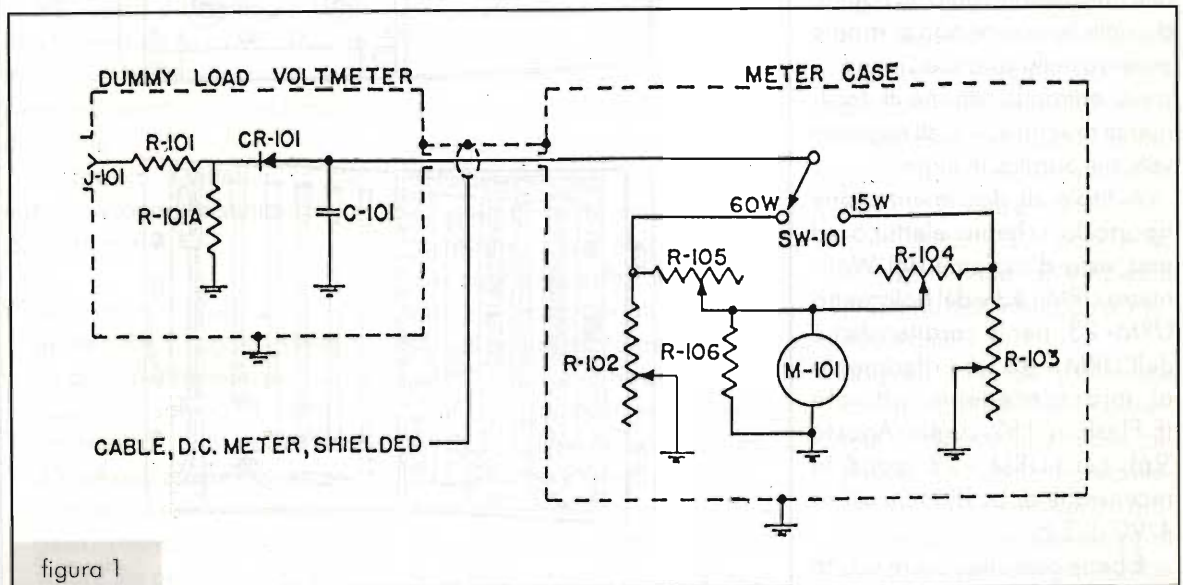 DUMMY LOAD VOLTMETER
METER CASE
R-101
CR-101
J-101
R-101A
C-101
60W
15W
SW-101
R-105
R-104
R-102
R-106
M-101
R-103
CABLE, D.C. METER, SHIELDED
figura 1